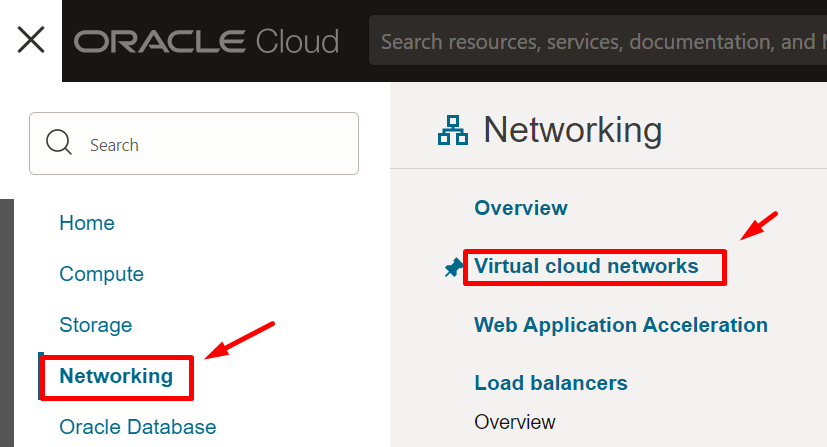 ORACLE Cloud
Search resources, services, documentation, and M
Search
Home
Compute
Storage
Networking
Oracle Database
Networking
Overview
Virtual cloud networks
Web Application Acceleration
Load balancers
Overview